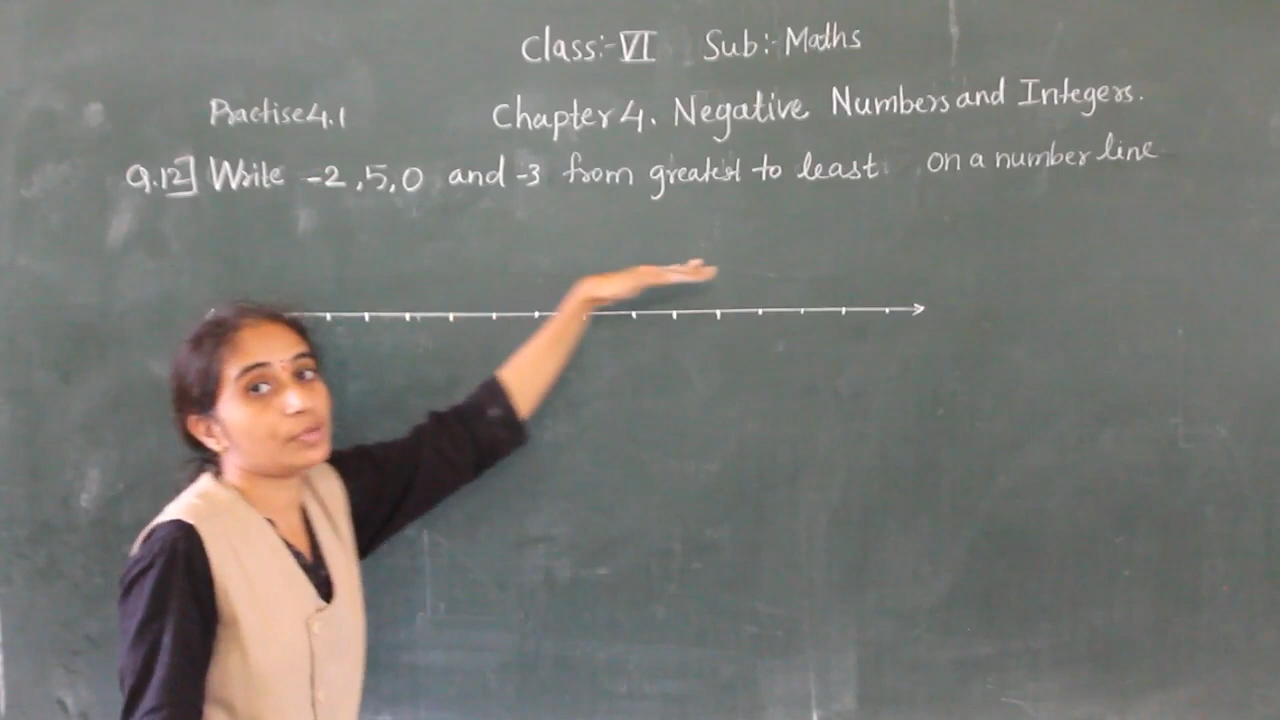 Class:- VI Sub:- Maths
Practise 4.1 Chapter 4. Negative Numbers and Integers.
Q.12] Write -2, 5, 0 and -3 from greatest to least. on a number line